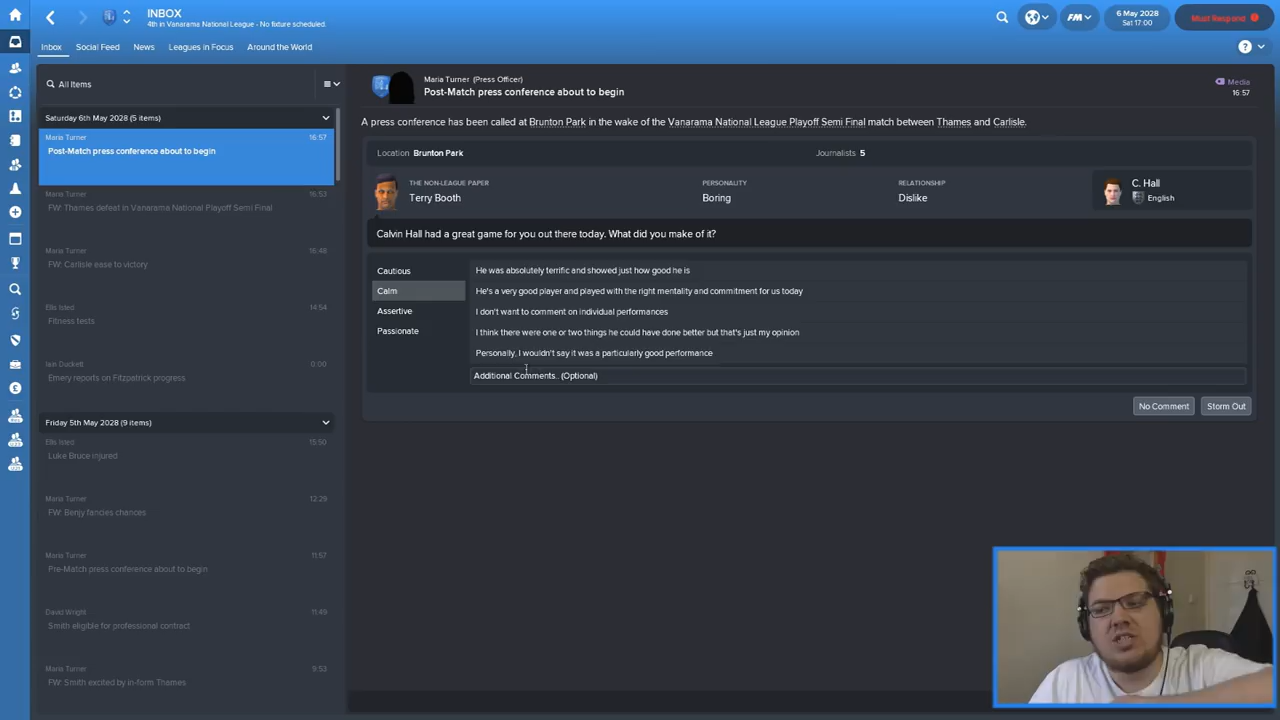 INBOX
4th in Vanarama National League - No fixture scheduled.
FM
6 May 2028
Sat 17:00
Must Respond
Inbox
Social Feed
News
Leagues in Focus
Around the World
?
All Items
Saturday 6th May 2028 (5 items)
Maria Turner 16:57
Post-Match press conference about to begin
Maria Turner 16:53
FW: Thames defeat in Vanarama National Playoff Semi Final
Maria Turner 16:48
FW: Carlisle ease to victory
Ellis Isted 14:54
Fitness tests
Iain Duckett 0:00
Emery reports on Fitzpatrick progress
Friday 5th May 2028 (9 items)
Ellis Isted 15:50
Luke Bruce injured
Maria Turner 12:29
FW: Benjy fancies chances
Maria Turner 11:57
Pre-Match press conference about to begin
David Wright 11:49
Smith eligible for professional contract
Maria Turner 9:53
FW: Smith excited by in-form Thames
Maria Turner (Press Officer)
Post-Match press conference about to begin
Media
16:57
A press conference has been called at Brunton Park in the wake of the Vanarama National League Playoff Semi Final match between Thames and Carlisle.
Location Brunton Park
Journalists 5
THE NON-LEAGUE PAPER
Terry Booth
PERSONALITY
Boring
RELATIONSHIP
Dislike
C. Hall
English
Calvin Hall had a great game for you out there today. What did you make of it?
Cautious
Calm
Assertive
Passionate
He was absolutely terrific and showed just how good he is
He's a very good player and played with the right mentality and commitment for us today
I don't want to comment on individual performances
I think there were one or two things he could have done better but that's just my opinion
Personally, I wouldn't say it was a particularly good performance
Additional Comments.. (Optional)
No Comment
Storm Out